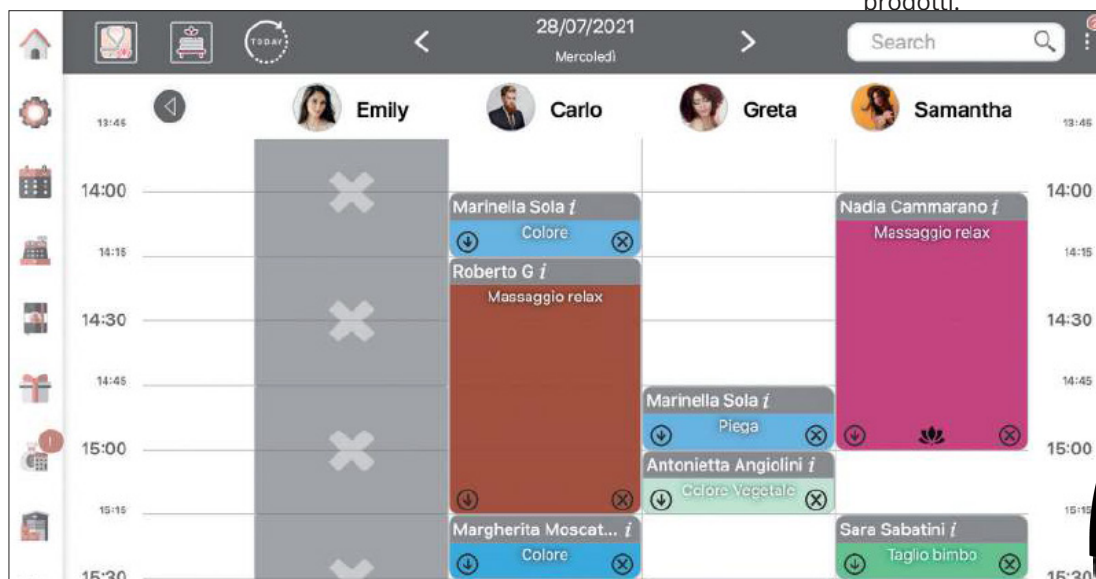 prodotti.
TODAY
28/07/2021
Mercoledì
Search
Emily
Carlo
Greta
Samantha
13:45
13:45
14:00
14:00
Marinella Sola i
Nadia Cammarano i
Colore
Massaggio relax
14:15
14:15
Roberto G i
Massaggio relax
14:30
14:30
14:45
14:45
Marinella Sola i
Piega
15:00
15:00
Antonietta Angiolini i
Colore Vegetale
15:15
15:15
Margherita Moscat... i
Sara Sabatini i
Colore
Taglio bimbo
15:30
15:30